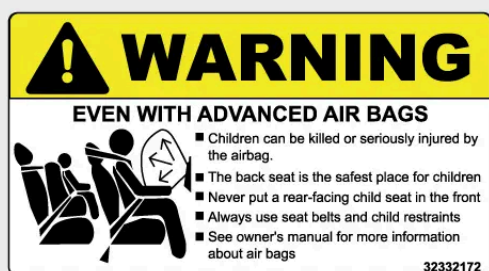 WARNING
EVEN WITH ADVANCED AIR BAGS
■ Children can be killed or seriously injured by
the airbag.
■ The back seat is the safest place for children
■ Never put a rear-facing child seat in the front
■ Always use seat belts and child restraints
■ See owner's manual for more information
about air bags
32332172